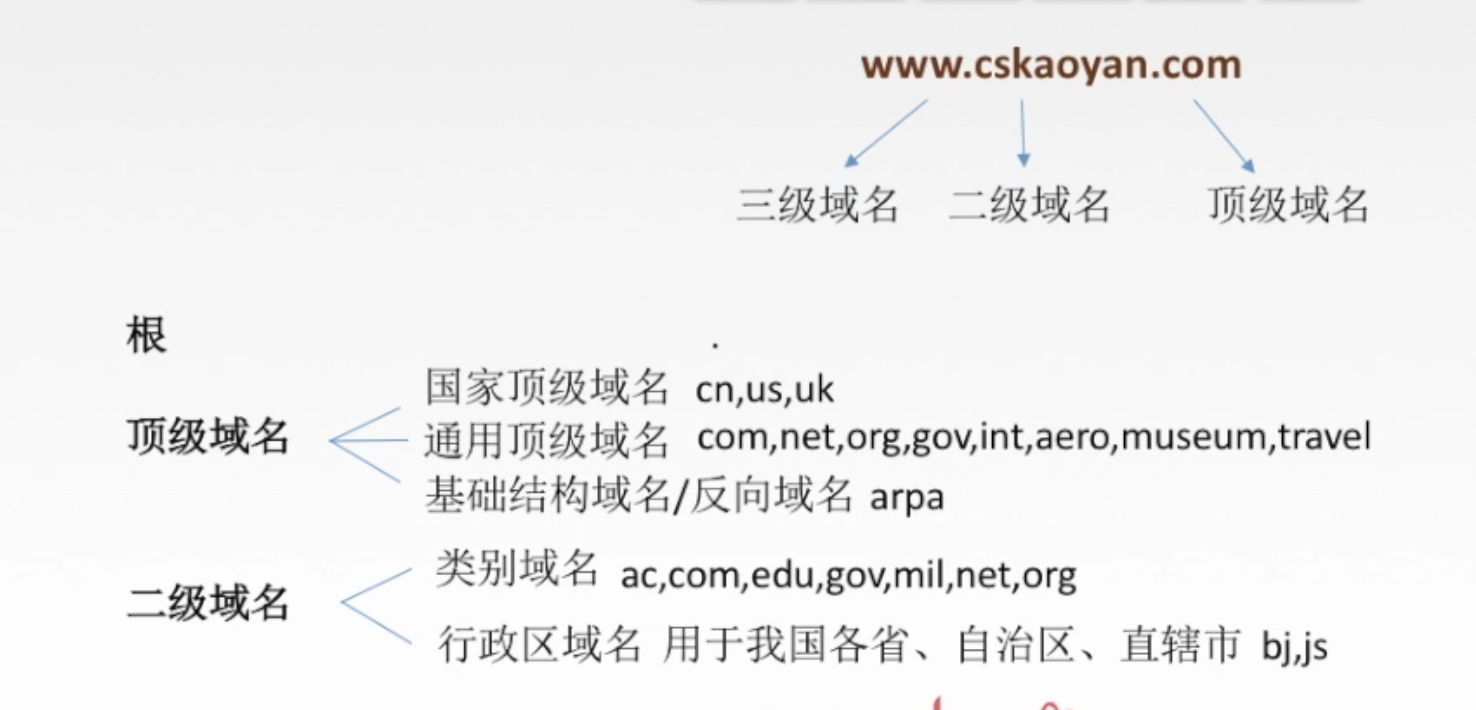 www.cskaoyan.com
三级域名 二级域名 顶级域名
根 .
国家顶级域名 cn,us,uk
顶级域名
通用顶级域名 com,net,org,gov,int,aero,museum,travel
基础结构域名/反向域名 arpa
类别域名 ac,com,edu,gov,mil,net,org
二级域名
行政区域名 用于我国各省、自治区、直辖市 bj,js